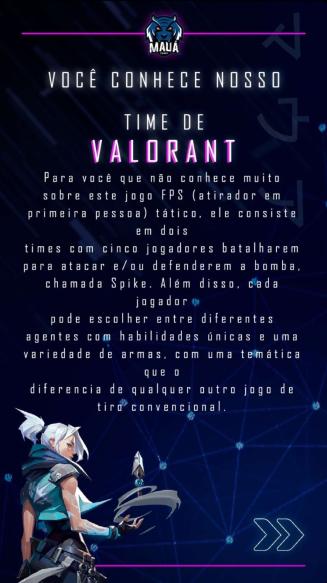 MAUÁ
VOCÊ CONHECE NOSSO
TIME DE
VALORANT
Para você que não conhece muito
sobre este jogo FPS (atirador em
primeira pessoa) tático, ele consiste
em dois
times com cinco jogadores batalharem
para atacar e/ou defenderem a bomba,
chamada Spike. Além disso, cada
jogador
pode escolher entre diferentes
agentes com habilidades únicas e uma
variedade de armas, com uma temática
que o
diferencia de qualquer outro jogo de
tiro convencional.